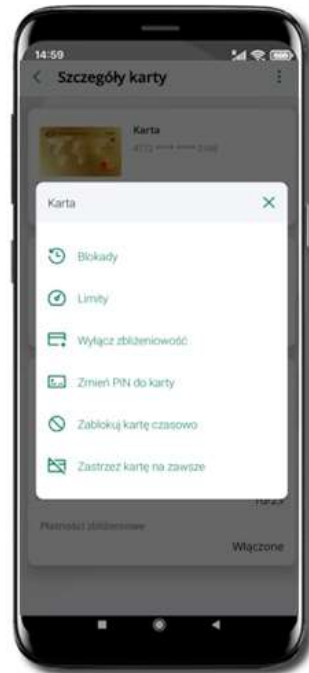 14:59
Szczegóły karty
Karta
Karta
Blokady
Limity
Wyłącz zbliżeniowość
Zmień PIN do karty
Zablokuj kartę czasowo
Zastrzeż kartę na zawsze
Płatności zbliżeniowe
Włączone